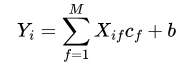 Y_i = \sum_{f=1}^{M} X_{if} c_f + b